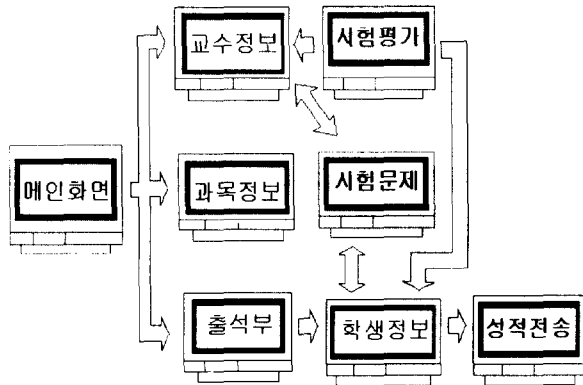 교수정보
시험평가
메인화면
과목정보
시험문제
출석부
학생정보
성적전송